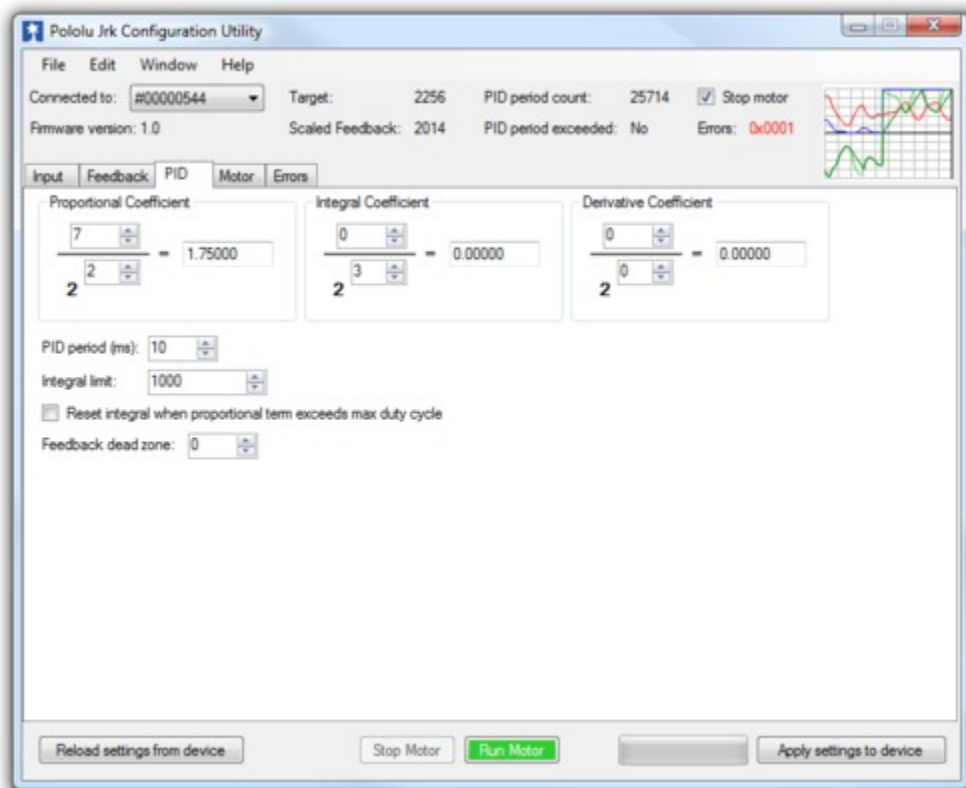 Pololu Jrk Configuration Utility
File Edit Window Help
Connected to: #00000544 Target: 2256 PID period count: 25714 Stop motor
Firmware version: 1.0 Scaled Feedback: 2014 PID period exceeded: No Errors: 0x0001
Input Feedback PID Motor Errors
Proportional Coefficient Integral Coefficient Derivative Coefficient
7 0 0
= 1.75000 = 0.00000 = 0.00000
2 3 0
2 2 2
PID period (ms): 10
Integral limit: 1000
Reset integral when proportional term exceeds max duty cycle
Feedback dead zone: 0
Reload settings from device Stop Motor Run Motor Apply settings to device